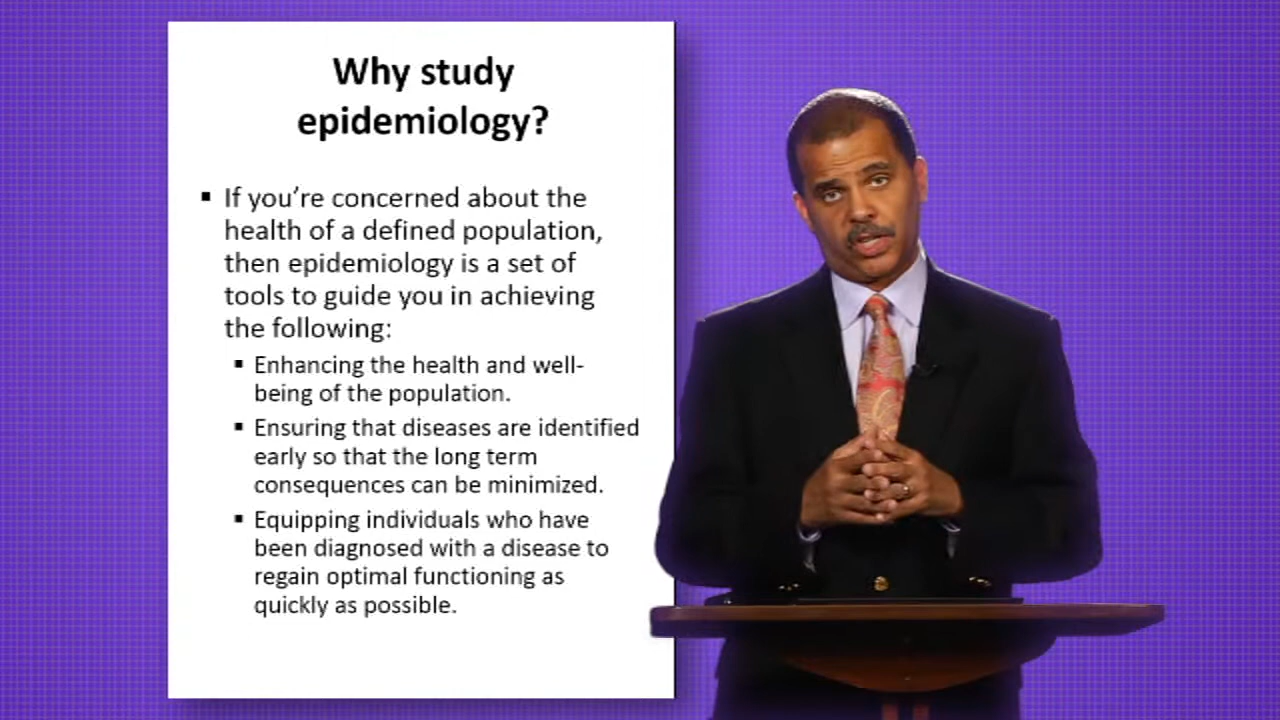 Why study
epidemiology?
▪ If you’re concerned about the
health of a defined population,
then epidemiology is a set of
tools to guide you in achieving
the following:
▪ Enhancing the health and well-
being of the population.
▪ Ensuring that diseases are identified
early so that the long term
consequences can be minimized.
▪ Equipping individuals who have
been diagnosed with a disease to
regain optimal functioning as
quickly as possible.